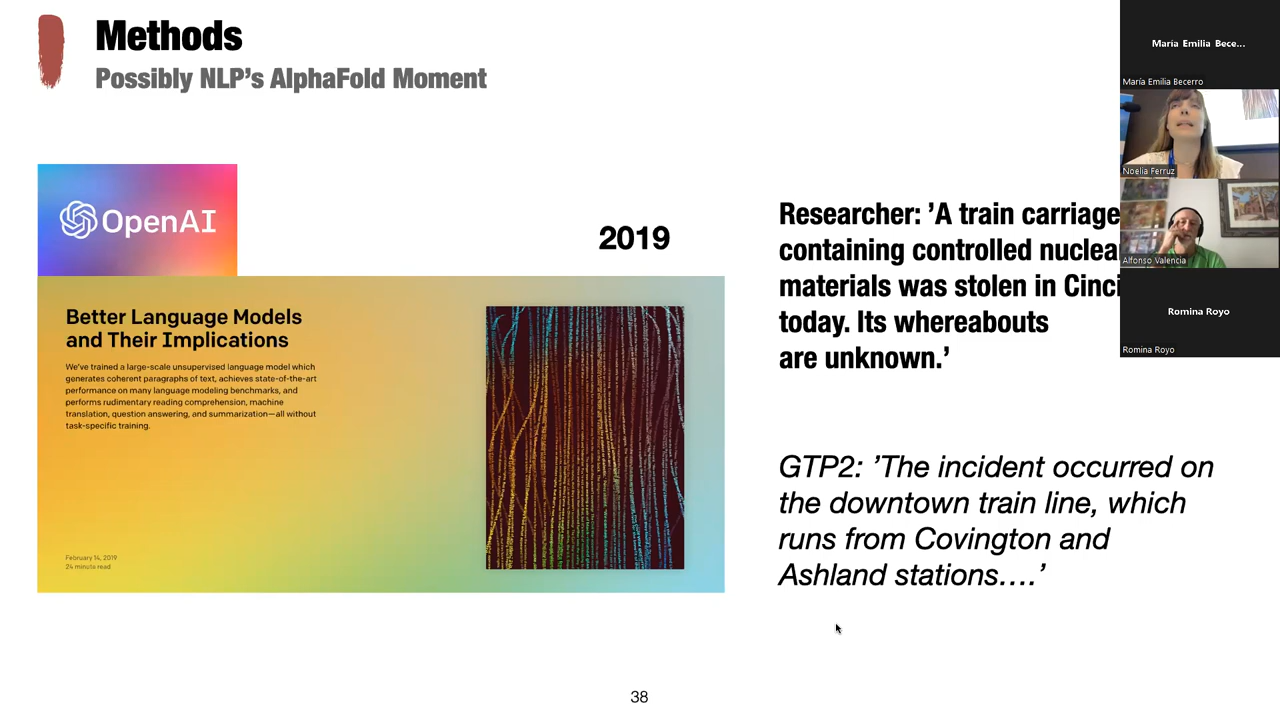 Methods
Possibly NLP's AlphaFold Moment
OpenAI
2019
Better Language Models
and Their Implications
We've trained a large-scale unsupervised language model which
generates coherent paragraphs of text, achieves state-of-the-art
performance on many language modeling benchmarks, and
performs rudimentary reading comprehension, machine
translation, question answering, and summarization—all without
task-specific training.
February 14, 2019
24 minute read
Researcher: ’A train carriage
containing controlled nuclea
materials was stolen in Cinci
today. Its whereabouts
are unknown.’
GTP2: ’The incident occurred on
the downtown train line, which
runs from Covington and
Ashland stations….’
38
María Emilia Bece...
María Emilia Becerro
Noelia Ferruz
Alfonso Valencia
Romina Royo
Romina Royo